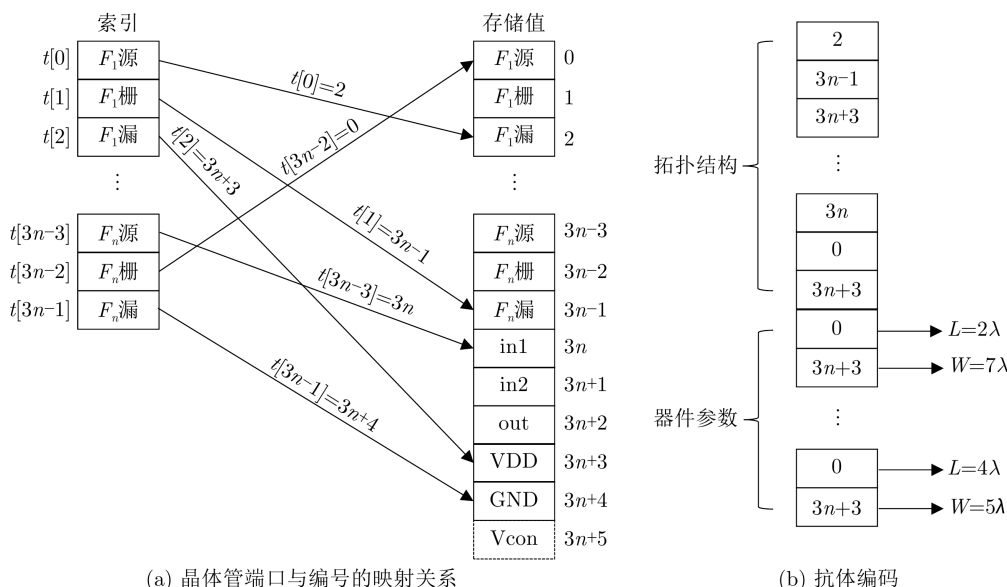 索引
存储值
t[0]
F₁源
t[1]
F₁栅
t[2]
F₁漏
⋮
t[3n−3]
Fₙ源
t[3n−2]
Fₙ栅
t[3n−1]
Fₙ漏
t[0]=2
t[3n−2]=0
t[2]=3n+3
t[1]=3n−1
t[3n−3]=3n
t[3n−1]=3n+4
F₁源 0
F₁栅 1
F₁漏 2
⋮
Fₙ源 3n−3
Fₙ栅 3n−2
Fₙ漏 3n−1
in1 3n
in2 3n+1
out 3n+2
VDD 3n+3
GND 3n+4
Vcon 3n+5
(a) 晶体管端口与编号的映射关系
拓扑结构
2
3n−1
3n+3
⋮
3n
0
3n+3
器件参数
0 L=2λ
3n+3 W=7λ
⋮
0 L=4λ
3n+3 W=5λ
(b) 抗体编码